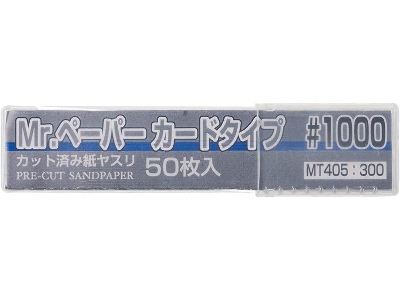 Mr.ペーパー カードタイプ #1000
カット済み紙ヤスリ
PRE-CUT SANDPAPER
50枚入
MT405:300